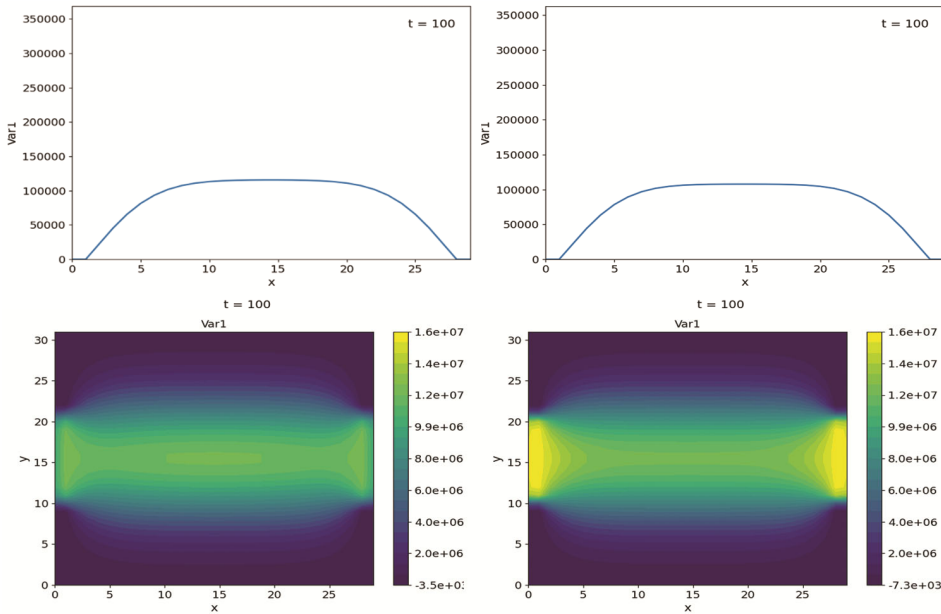 t = 100
350000
300000
250000
200000
150000
100000
50000
0
Var1
0 5 10 15 20 25
x
t = 100
350000
300000
250000
200000
150000
100000
50000
0
Var1
0 5 10 15 20 25
x
t = 100
Var1
30
25
20
15
10
5
0
y
0 5 10 15 20 25
x
1.6e+07
1.4e+07
1.2e+07
9.9e+06
8.0e+06
6.0e+06
4.0e+06
2.0e+06
-3.5e+03
t = 100
Var1
30
25
20
15
10
5
0
y
0 5 10 15 20 25
x
1.6e+07
1.4e+07
1.2e+07
9.9e+06
8.0e+06
6.0e+06
4.0e+06
2.0e+06
-7.3e+03